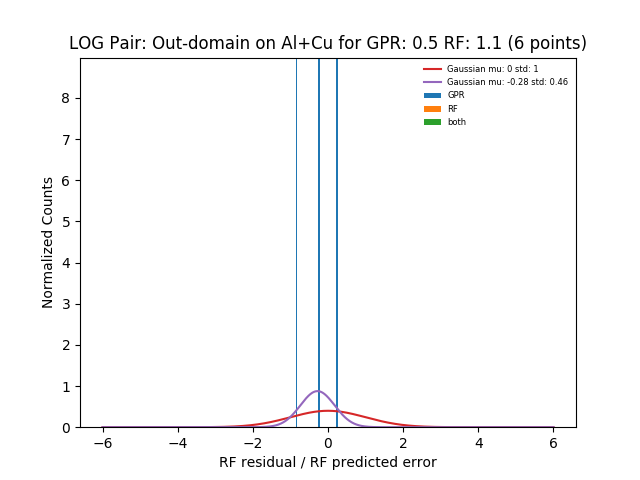 LOG Pair: Out-domain on Al+Cu for GPR: 0.5 RF: 1.1 (6 points)
Gaussian mu: 0 std: 1
Gaussian mu: -0.28 std: 0.46
GPR
RF
both
Normalized Counts
8
7
6
5
4
3
2
1
0
−6 −4 −2 0 2 4 6
RF residual / RF predicted error